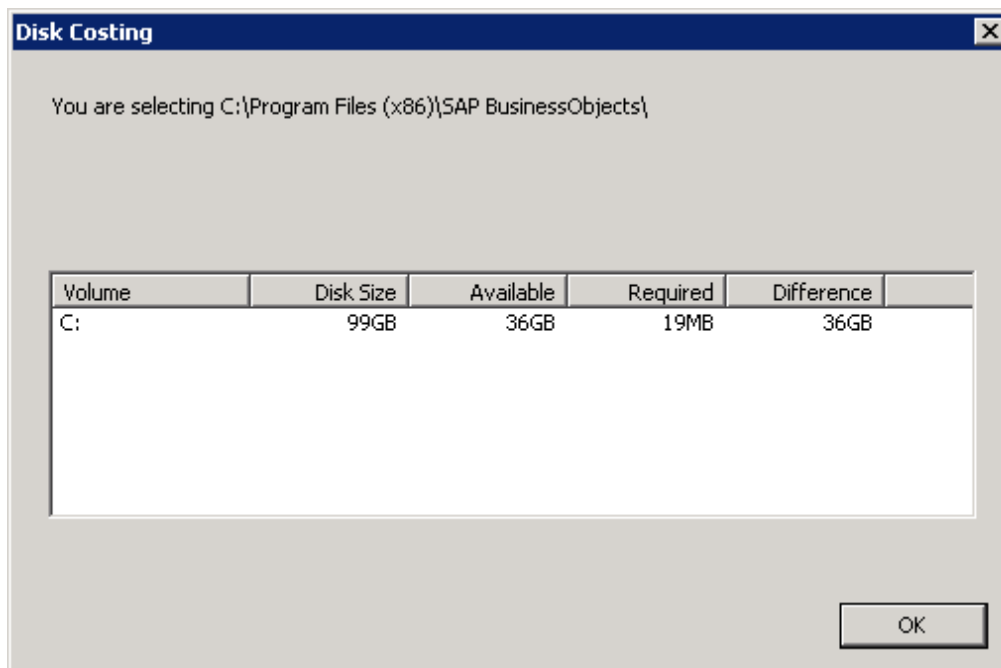 Disk Costing
You are selecting C:\Program Files (x86)\SAP BusinessObjects\
Volume Disk Size Available Required Difference
C: 99GB 36GB 19MB 36GB
OK